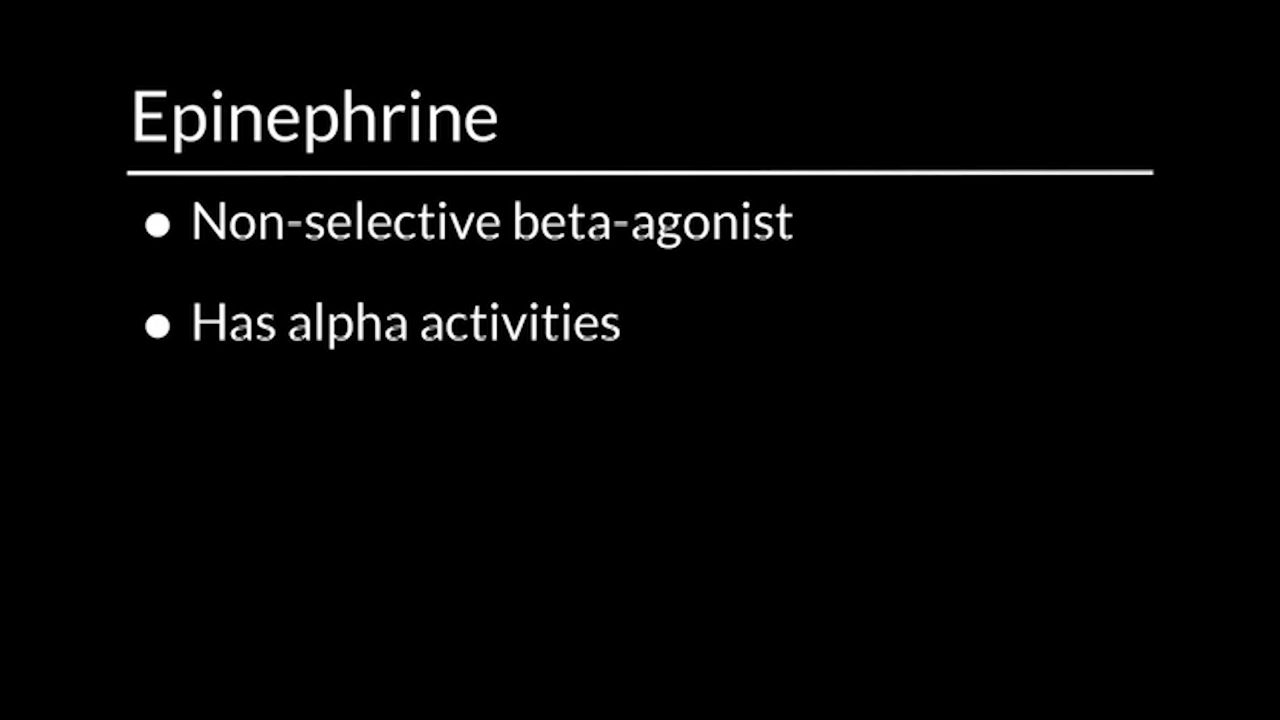 Epinephrine
● Non-selective beta-agonist
● Has alpha activities